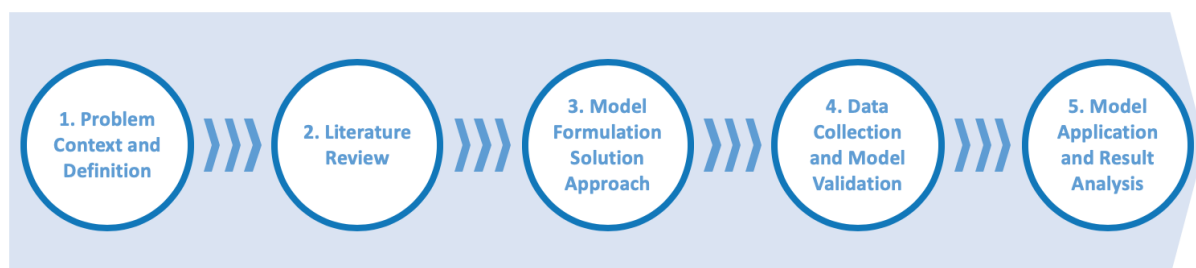 1. Problem
Context and
Definition
2. Literature
Review
3. Model
Formulation
Solution
Approach
4. Data
Collection
and Model
Validation
5. Model
Application
and Result
Analysis